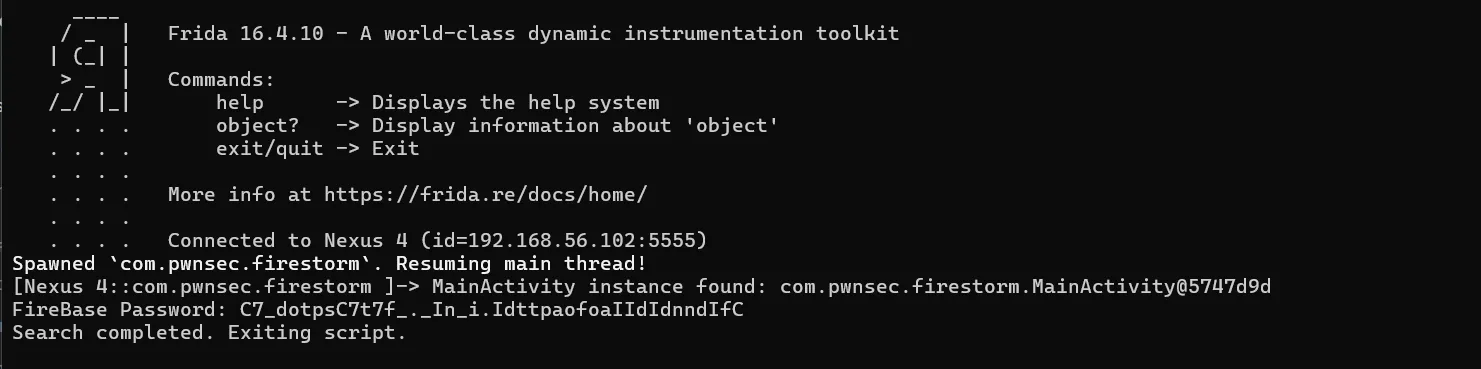 ____
    / _  |   Frida 16.4.10 - A world-class dynamic instrumentation toolkit
   | (_| |
    > _  |   Commands:
   /_/ |_|       help      -> Displays the help system
   . . . .       object?   -> Display information about 'object'
   . . . .       exit/quit -> Exit
   . . . .
   . . . .   More info at https://frida.re/docs/home/
   . . . .
   . . . .   Connected to Nexus 4 (id=192.168.56.102:5555)
Spawned `com.pwnsec.firestorm`. Resuming main thread!
[Nexus 4::com.pwnsec.firestorm ]-> MainActivity instance found: com.pwnsec.firestorm.MainActivity@5747d9d
FireBase Password: C7_dotpsC7t7f_._In_i.IdttpaofoaIIdIdnndIfC
Search completed. Exiting script.